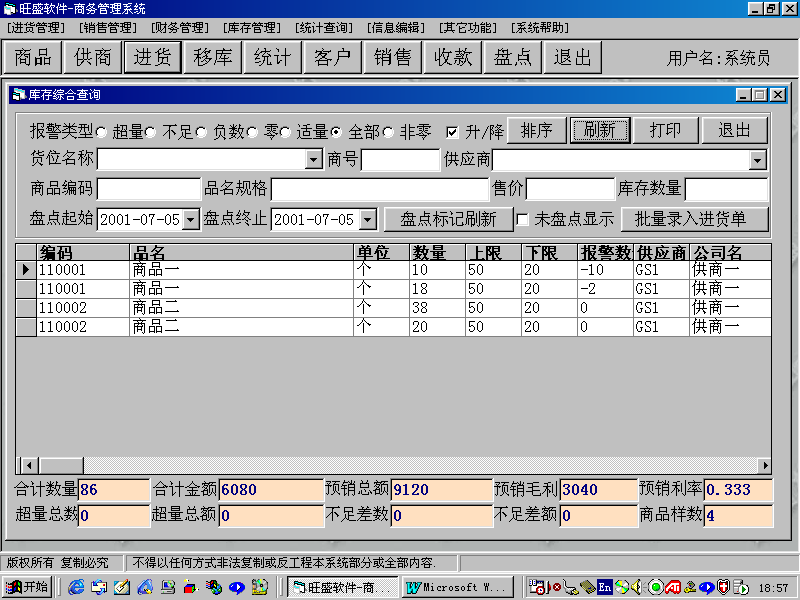 旺盛软件-商务管理系统
[进货管理] [销售管理] [财务管理] [库存管理] [统计查询] [信息编辑] [其它功能] [系统帮助]
商品 供商 进货 移库 统计 客户 销售 收款 盘点 退出 用户名:系统员
库存综合查询
报警类型 超量 不足 负数 零 适量 全部 非零 升/降 排序 刷新 打印 退出
货位名称 商号 供应商
商品编码 品名规格 售价 库存数量
盘点起始 2001-07-05 盘点终止 2001-07-05 盘点标记刷新 未盘点显示 批量录入进货单
编码 品名 单位 数量 上限 下限 报警数 供应商 公司名
110001 商品一 个 10 50 20 -10 GS1 供商一
110001 商品一 个 18 50 20 -2 GS1 供商一
110002 商品二 个 38 50 20 0 GS1 供商一
110002 商品二 个 20 50 20 0 GS1 供商一
合计数量 86 合计金额 6080 预销总额 9120 预销毛利 3040 预销利率 0.333
超量总数 0 超量总额 0 不足差数 0 不足差额 0 商品样数 4
版权所有 复制必究 不得以任何方式非法复制或反工程本系统部分或全部内容.
开始 旺盛软件-商... Microsoft W... En 18:57